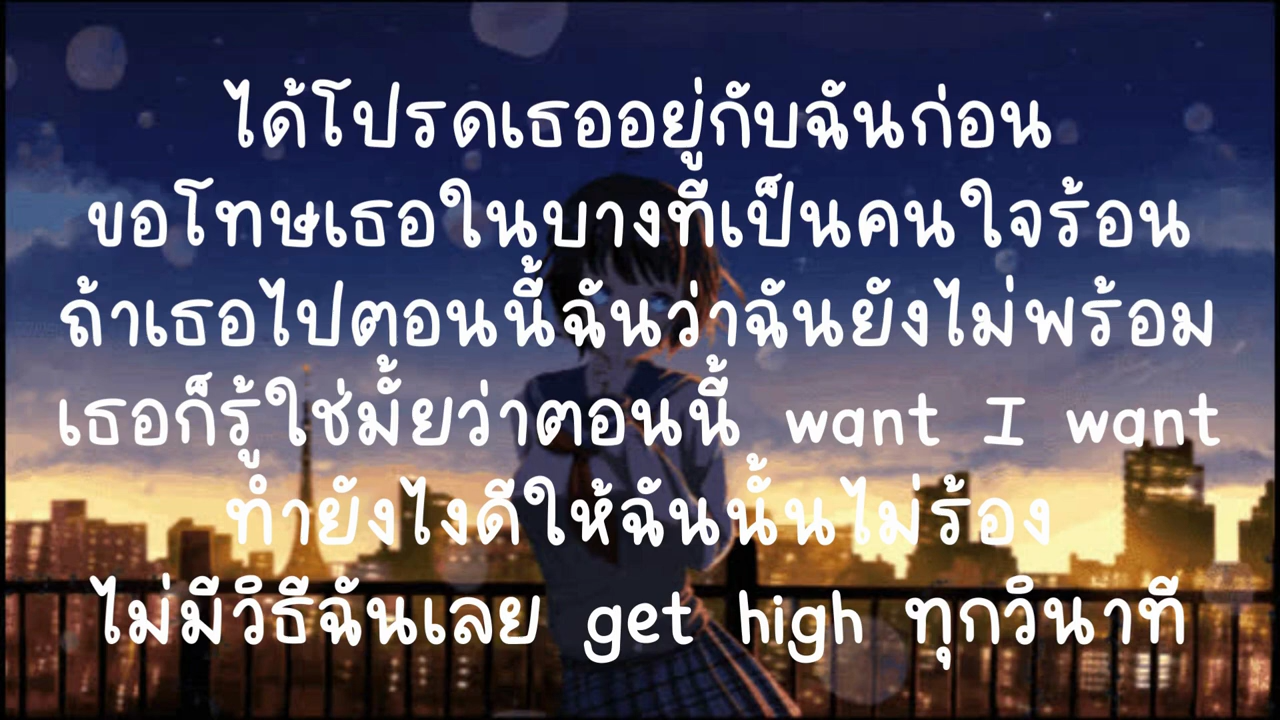 ได้โปรดเธออยู่กับฉันก่อน
ขอโทษเธอในบางทีเป็นคนใจร้อน
ถ้าเธอไปตอนนี้ฉันว่าฉันยังไม่พร้อม
เธอก็รู้ใช่มั้ยว่าตอนนี้ want I want
ทำยังไงดีให้ฉันนั้นไม่ร้อง
ไม่มีวิธีฉันเลย get high ทุกวินาที